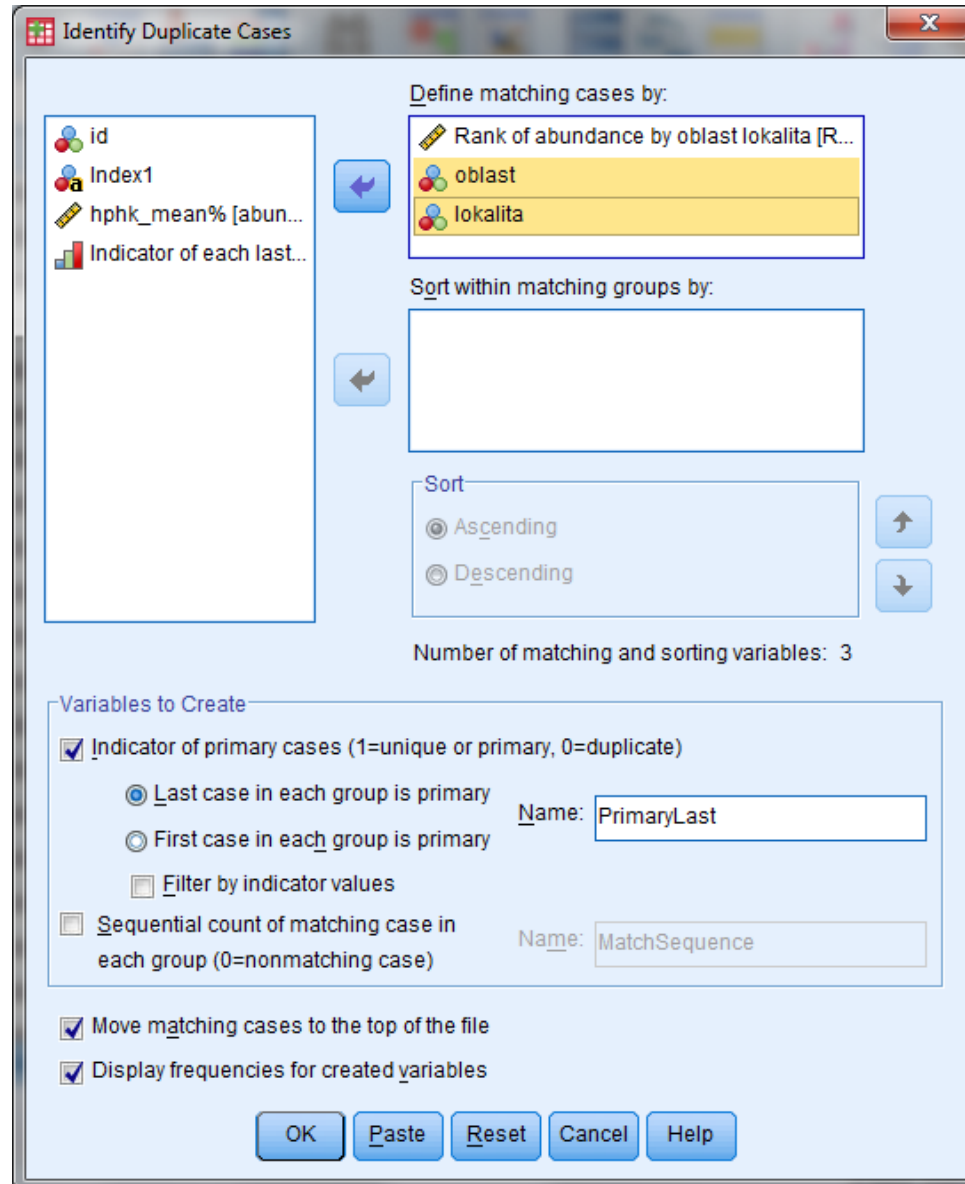 Identify Duplicate Cases
Define matching cases by:
id
Index1
hphk_mean% [abun...
Indicator of each last...
Rank of abundance by oblast lokalita [R...
oblast
lokalita
Sort within matching groups by:
Sort
Ascending
Descending
Number of matching and sorting variables: 3
Variables to Create
Indicator of primary cases (1=unique or primary, 0=duplicate)
Last case in each group is primary
Name: PrimaryLast
First case in each group is primary
Filter by indicator values
Sequential count of matching case in
each group (0=nonmatching case)
Name: MatchSequence
Move matching cases to the top of the file
Display frequencies for created variables
OK Paste Reset Cancel Help